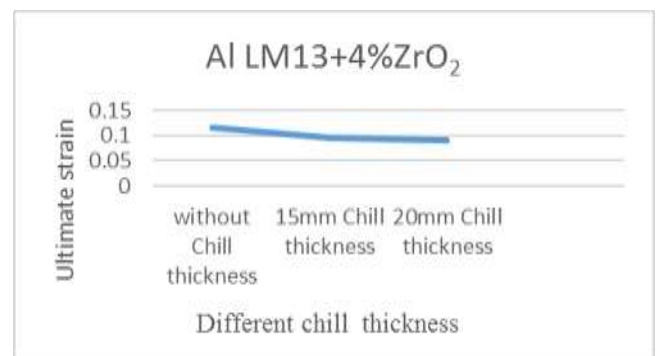 Al LM13+4%ZrO₂
Ultimate strain
0.15
0.1
0.05
0
without Chill thickness
15mm Chill thickness
20mm Chill thickness
Different chill thickness